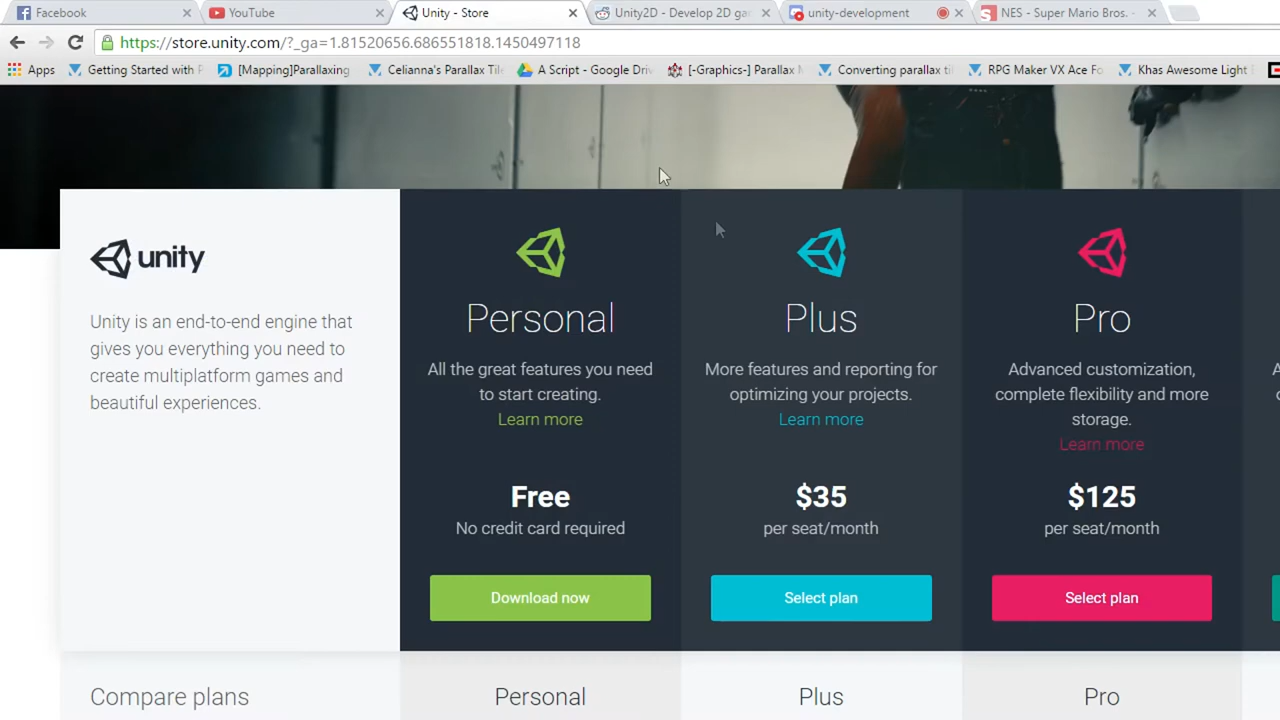 Facebook
YouTube
Unity - Store
Unity2D - Develop 2D ga
unity-development
NES - Super Mario Bros. -
https://store.unity.com/?_ga=1.81520656.686551818.1450497118
Apps
Getting Started with P
[Mapping]Parallaxing
Celianna's Parallax Tile
A Script - Google Driv
[-Graphics-] Parallax M
Converting parallax til
RPG Maker VX Ace Fo
Khas Awesome Light E
unity
Unity is an end-to-end engine that
gives you everything you need to
create multiplatform games and
beautiful experiences.
Personal
All the great features you need
to start creating.
Learn more
Free
No credit card required
Download now
Plus
More features and reporting for
optimizing your projects.
Learn more
$35
per seat/month
Select plan
Pro
Advanced customization,
complete flexibility and more
storage.
Learn more
$125
per seat/month
Select plan
Compare plans
Personal
Plus
Pro